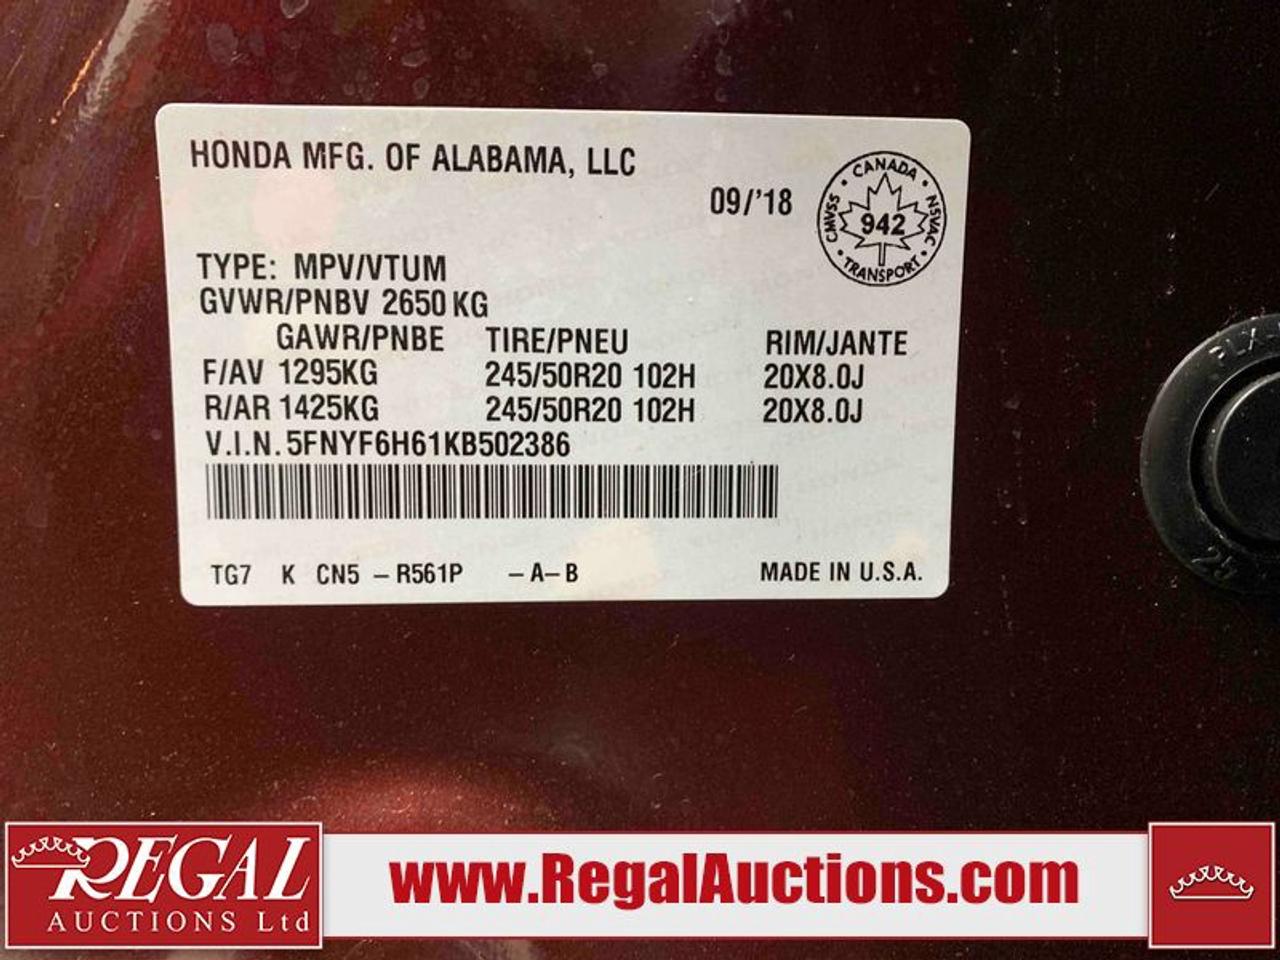 HONDA MFG. OF ALABAMA, LLC
09/'18
CANADA
CMVSS 942 NSVAC
TRANSPORT
TYPE: MPV/VTUM
GVWR/PNBV 2650 KG
GAWR/PNBE TIRE/PNEU RIM/JANTE
F/AV 1295KG 245/50R20 102H 20X8.0J
R/AR 1425KG 245/50R20 102H 20X8.0J
V.I.N. 5FNYF6H61KB502386
TG7 K CN5 – R561P – A – B MADE IN U.S.A.
REGAL
AUCTIONS Ltd
www.RegalAuctions.com